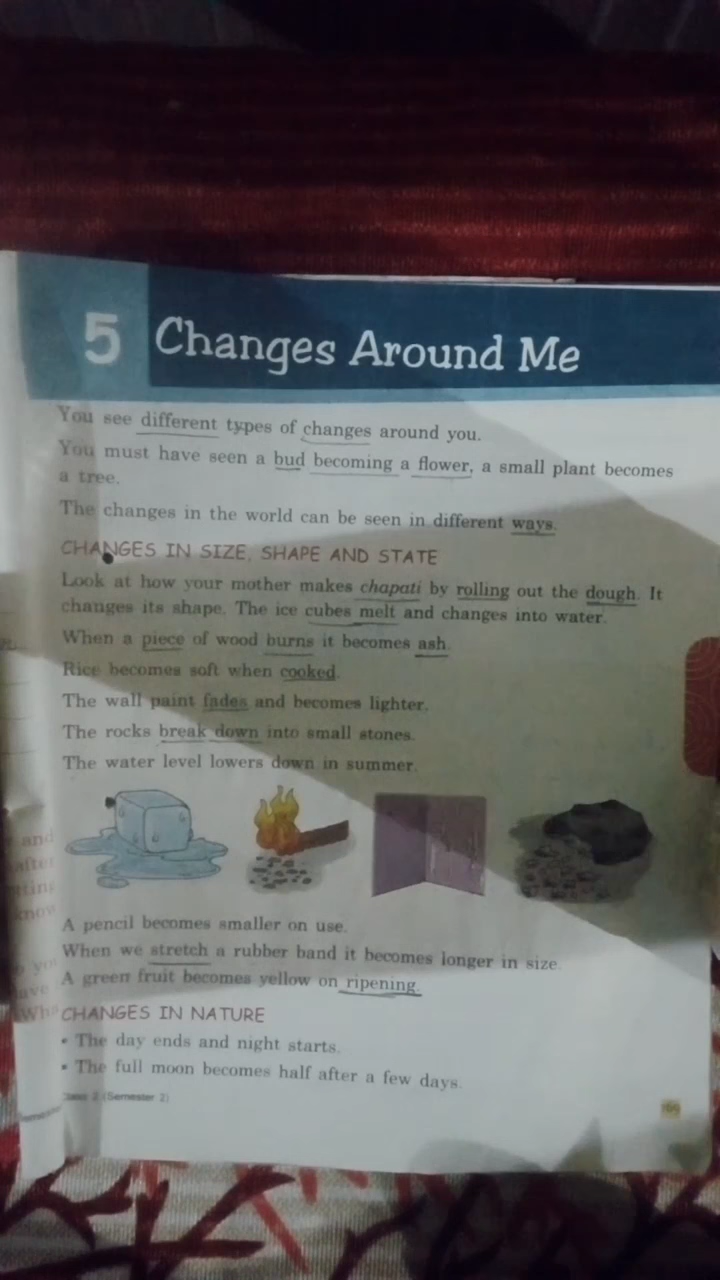 5 Changes Around Me
You see different types of changes around you.
You must have seen a bud becoming a flower, a small plant becomes
a tree.
The changes in the world can be seen in different ways.
CHANGES IN SIZE, SHAPE AND STATE
Look at how your mother makes chapati by rolling out the dough. It
changes its shape. The ice cubes melt and changes into water.
When a piece of wood burns it becomes ash.
Rice becomes soft when cooked.
The wall paint fades and becomes lighter.
The rocks break down into small stones.
The water level lowers down in summer.
and
after
know
A pencil becomes smaller on use.
When we stretch a rubber band it becomes longer in size.
A green fruit becomes yellow on ripening.
CHANGES IN NATURE
• The day ends and night starts.
• The full moon becomes half after a few days.
Class 2 (Semester 2)